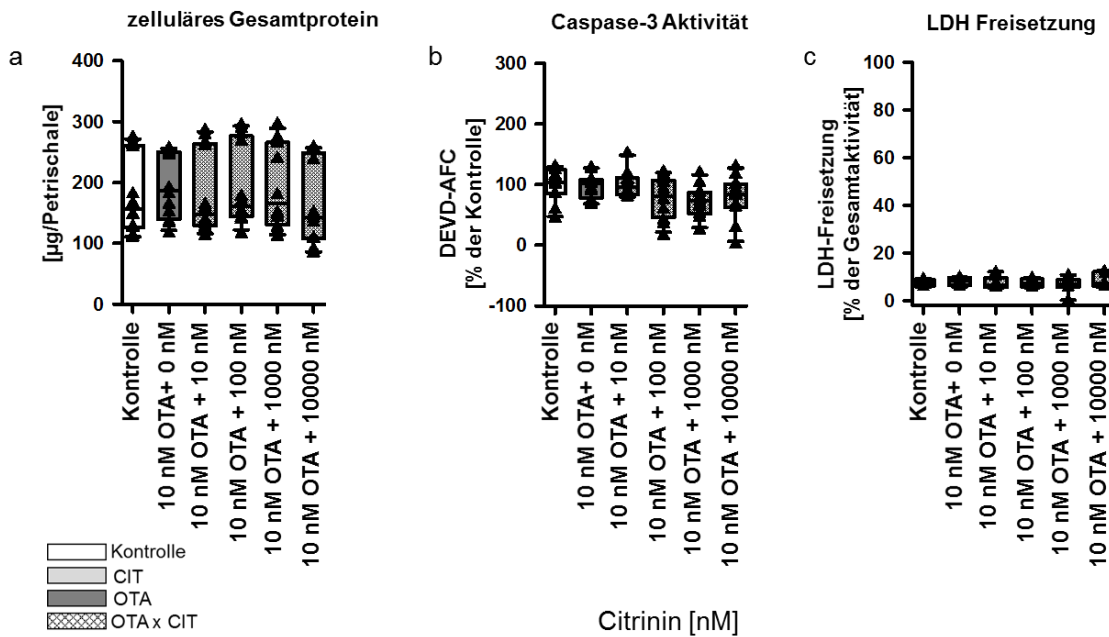 zelluläres Gesamtprotein
Caspase-3 Aktivität
LDH Freisetzung
a
[µg/Petrischale]
400
300
200
100
0
Kontrolle
10 nM OTA+ 0 nM
10 nM OTA + 10 nM
10 nM OTA + 100 nM
10 nM OTA + 1000 nM
10 nM OTA + 10000 nM
b
DEVD-AFC
[% der Kontrolle]
300
200
100
0
-100
Kontrolle
10 nM OTA+ 0 nM
10 nM OTA + 10 nM
10 nM OTA + 100 nM
10 nM OTA + 1000 nM
10 nM OTA + 10000 nM
c
LDH-Freisetzung
[% der Gesamtaktivität]
100
80
60
40
20
0
Kontrolle
10 nM OTA+ 0 nM
10 nM OTA + 10 nM
10 nM OTA + 100 nM
10 nM OTA + 1000 nM
10 nM OTA + 10000 nM
Kontrolle
CIT
OTA
OTA x CIT
Citrinin [nM]